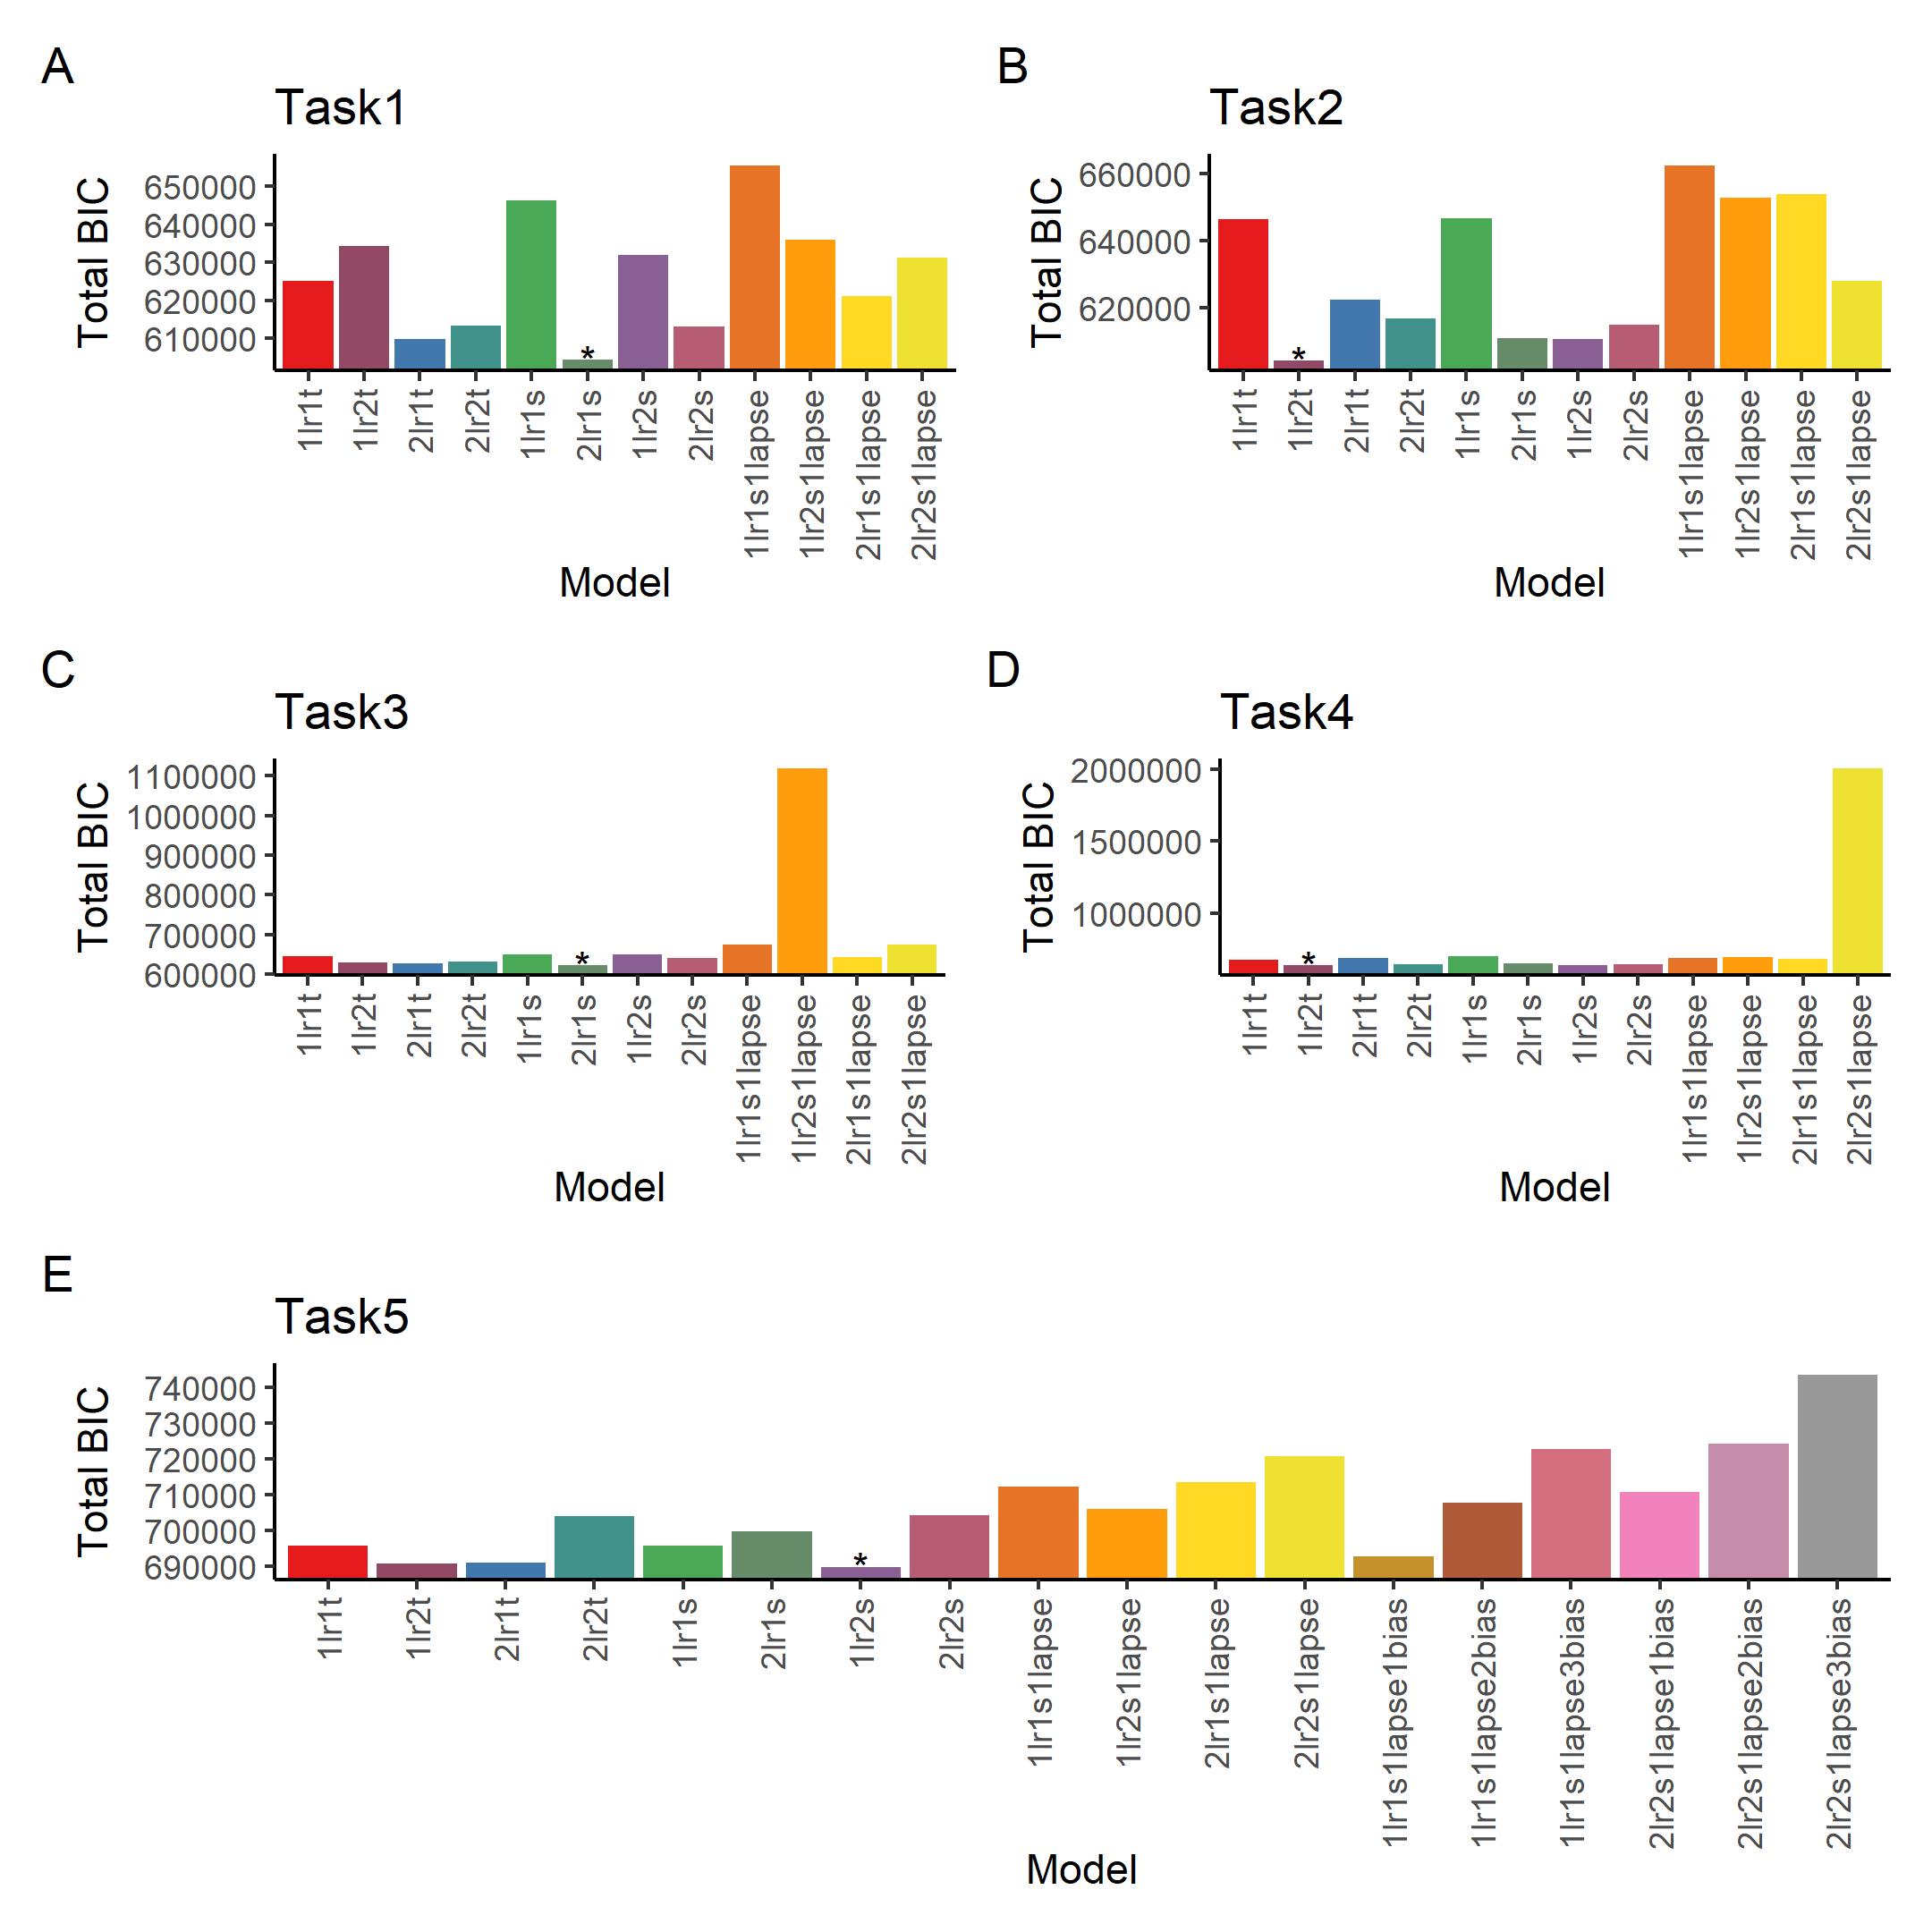 A
Task1
Total BIC
650000
640000
630000
620000
610000
*
1lr1t
1lr2t
2lr1t
2lr2t
1lr1s
2lr1s
1lr2s
2lr2s
1lr1s1lapse
1lr2s1lapse
2lr1s1lapse
2lr2s1lapse
Model
B
Task2
Total BIC
660000
640000
620000
*
1lr1t
1lr2t
2lr1t
2lr2t
1lr1s
2lr1s
1lr2s
2lr2s
1lr1s1lapse
1lr2s1lapse
2lr1s1lapse
2lr2s1lapse
Model
C
Task3
Total BIC
1100000
1000000
900000
800000
700000
600000
*
1lr1t
1lr2t
2lr1t
2lr2t
1lr1s
2lr1s
1lr2s
2lr2s
1lr1s1lapse
1lr2s1lapse
2lr1s1lapse
2lr2s1lapse
Model
D
Task4
Total BIC
2000000
1500000
1000000
*
1lr1t
1lr2t
2lr1t
2lr2t
1lr1s
2lr1s
1lr2s
2lr2s
1lr1s1lapse
1lr2s1lapse
2lr1s1lapse
2lr2s1lapse
Model
E
Task5
Total BIC
740000
730000
720000
710000
700000
690000
*
1lr1t
1lr2t
2lr1t
2lr2t
1lr1s
2lr1s
1lr2s
2lr2s
1lr1s1lapse
1lr2s1lapse
2lr1s1lapse
2lr2s1lapse
1lr1s1lapse1bias
1lr1s1lapse2bias
1lr1s1lapse3bias
2lr2s1lapse1bias
2lr2s1lapse2bias
2lr2s1lapse3bias
Model